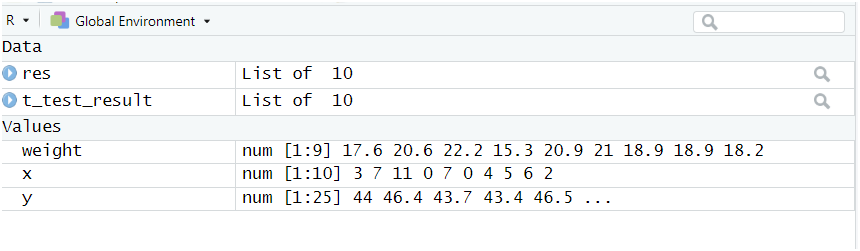 R Global Environment
Data
res List of 10
t_test_result List of 10
Values
weight num [1:9] 17.6 20.6 22.2 15.3 20.9 21 18.9 18.9 18.2
x num [1:10] 3 7 11 0 7 0 4 5 6 2
y num [1:25] 44 46.4 43.7 43.4 46.5 ...